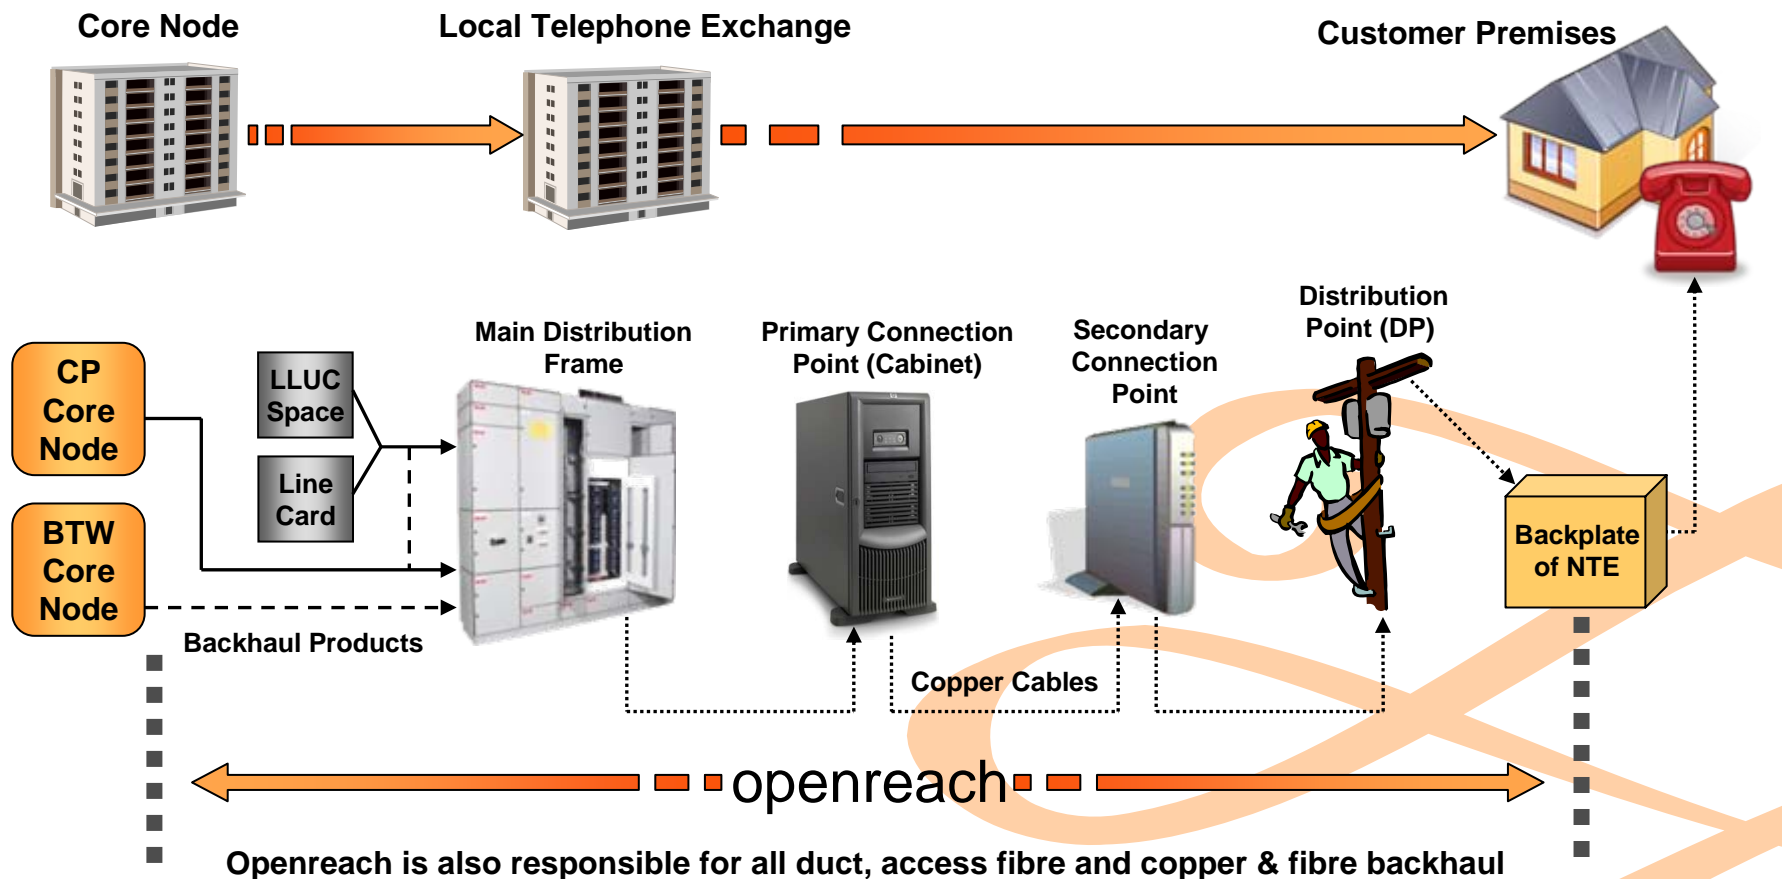 Core Node
Local Telephone Exchange
Customer Premises
Main Distribution
Frame
Primary Connection
Point (Cabinet)
Secondary
Connection
Point
Distribution
Point (DP)
CP
Core
Node
LLUC
Space
Line
Card
BTW
Core
Node
Backhaul Products
Copper Cables
Backplate
of NTE
openreach
Openreach is also responsible for all duct, access fibre and copper & fibre backhaul